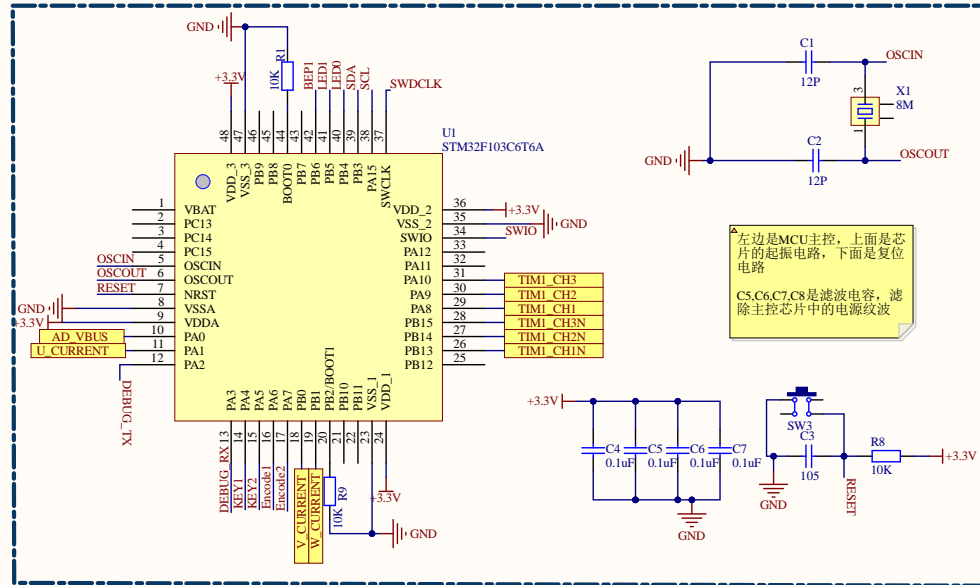 GND
R1
10K
+3.3V
BEP1
LED1
LED0
SDA
SCL
SWDCLK
U1
STM32F103C6T6A
48
47
46
45
44
43
42
41
40
39
38
37
VDD_3
VSS_3
PB9
PB8
BOOT0
PB7
PB6
PB5
PB4
PB3
PA15
SWCLK
1 VBAT
2 PC13
3 PC14
4 PC15
OSCIN 5 OSCIN
OSCOUT 6 OSCOUT
RESET 7 NRST
GND 8 VSSA
+3.3V 9 VDDA
AD_VBUS 10 PA0
U_CURRENT 11 PA1
12 PA2
DEBUG_TX
VDD_2 36 +3.3V
VSS_2 35 GND
SWIO 34 SWIO
PA12 33
PA11 32
PA10 31 TIM1_CH3
PA9 30 TIM1_CH2
PA8 29 TIM1_CH1
PB15 28 TIM1_CH3N
PB14 27 TIM1_CH2N
PB13 26 TIM1_CH1N
PB12 25
PA3
PA4
PA5
PA6
PA7
PB0
PB1
PB2/BOOT1
PB10
PB11
VSS_1
VDD_1
13
14
15
16
17
18
19
20
21
22
23
24
DEBUG_RX
KEY1
KEY2
Encode1
Encode2
V_CURRENT
W_CURRENT
R9
10K
+3.3V
GND
C1
12P
OSCIN
3
X1
8M
1
C2
12P
OSCOUT
GND
左边是MCU主控，上面是芯
片的起振电路，下面是复位
电路
C5,C6,C7,C8是滤波电容，滤
除主控芯片中的电源纹波
+3.3V
C4
0.1uF
C5
0.1uF
C6
0.1uF
C7
0.1uF
GND
SW3
C3
105
R8
10K
+3.3V
GND
RESET